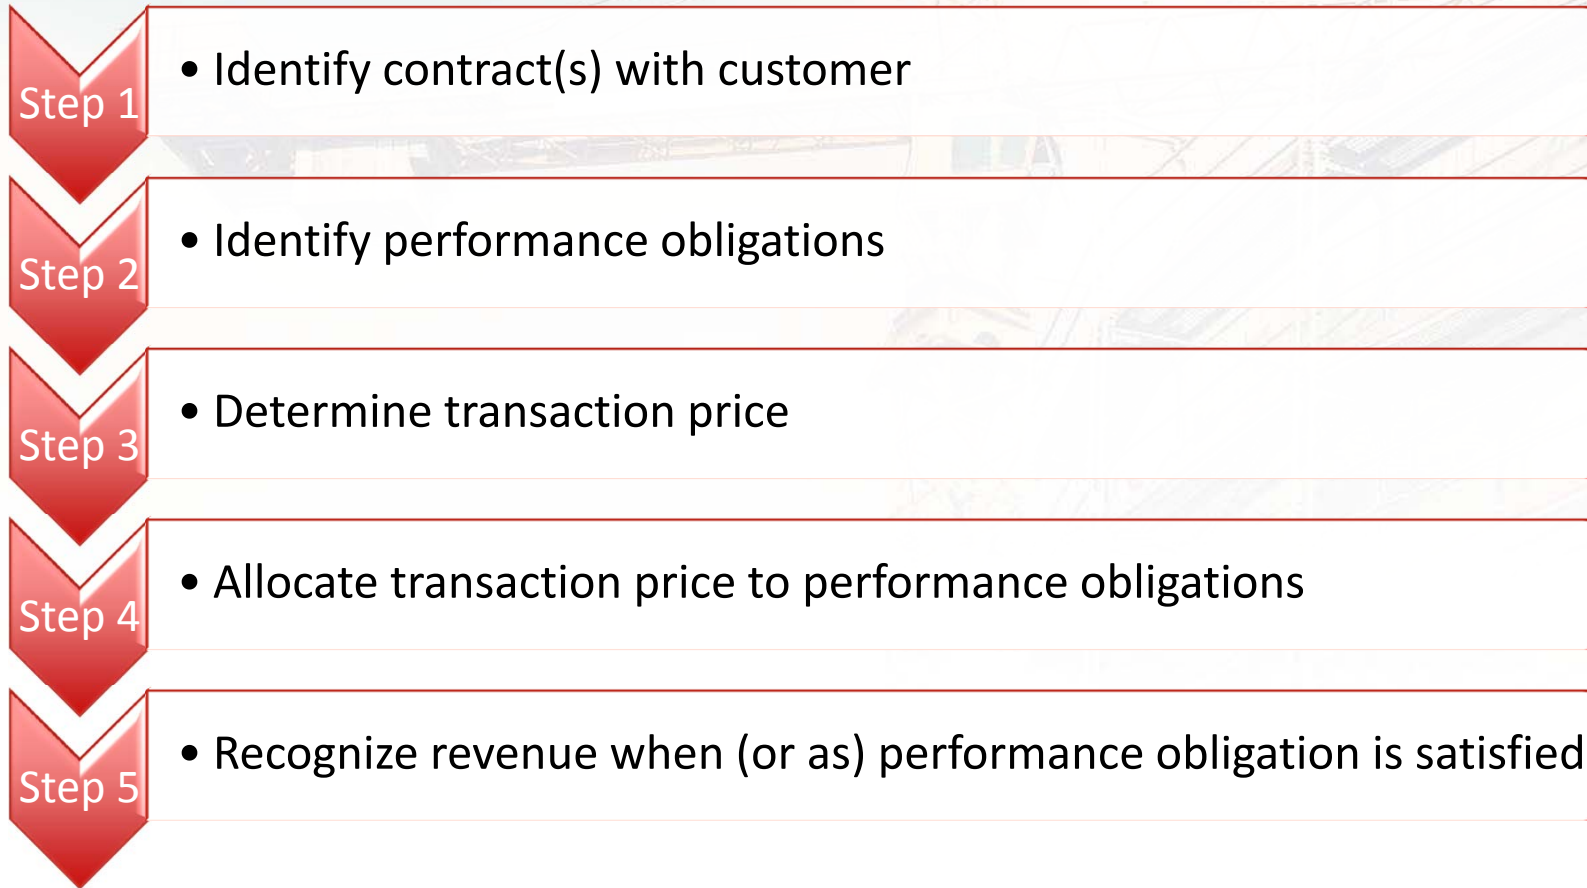 Step 1
• Identify contract(s) with customer
Step 2
• Identify performance obligations
Step 3
• Determine transaction price
Step 4
• Allocate transaction price to performance obligations
Step 5
• Recognize revenue when (or as) performance obligation is satisfied